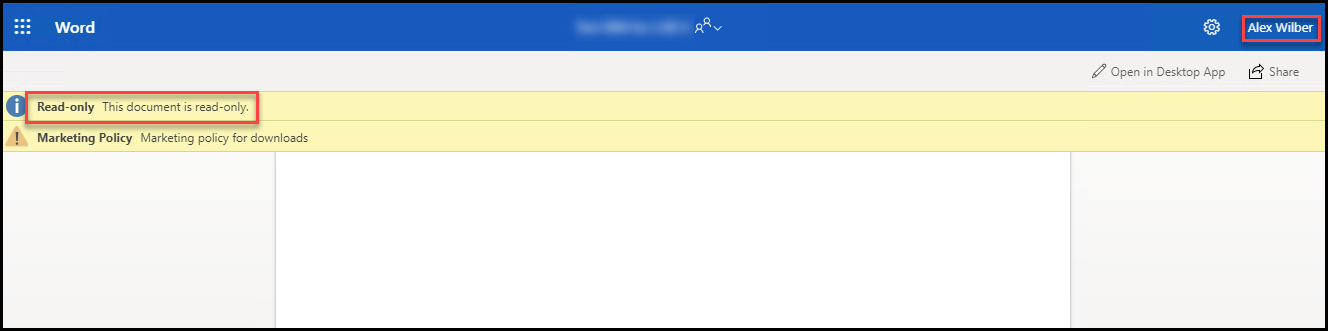 Word
Alex Wilber
Open in Desktop App Share
Read-only This document is read-only.
Marketing Policy Marketing policy for downloads